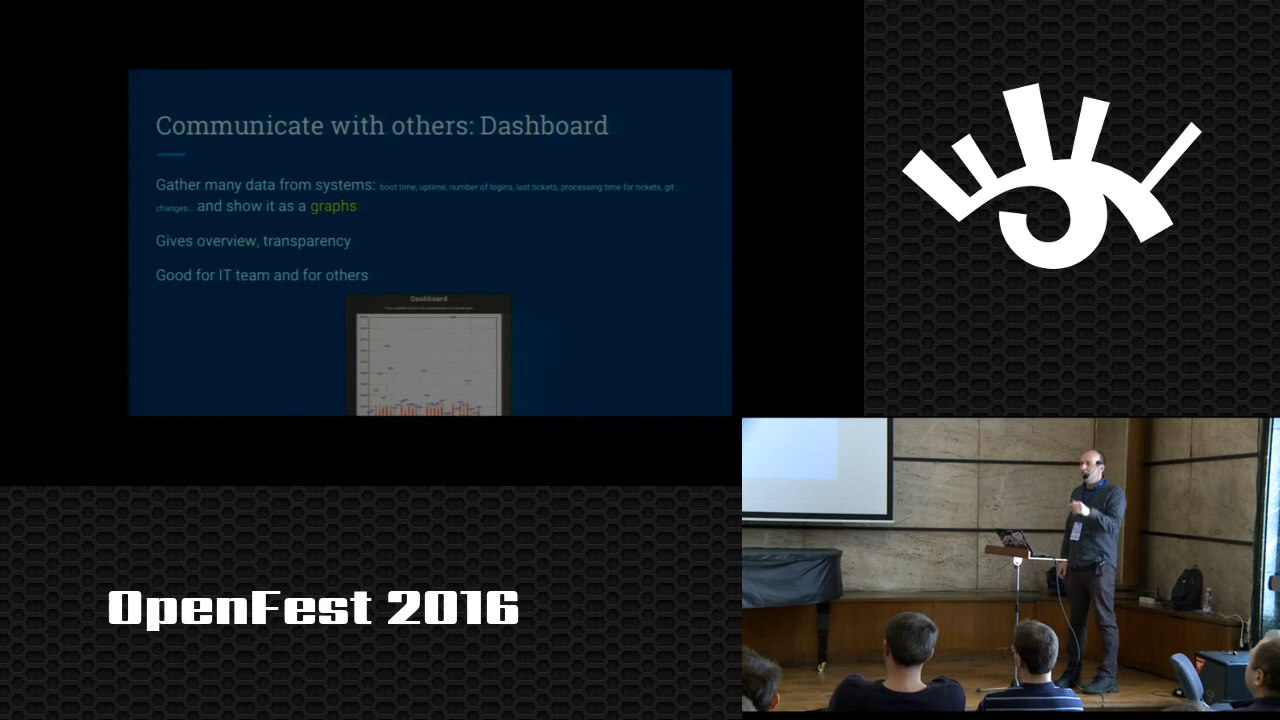 Communicate with others: Dashboard
Gather many data from systems: boot time, uptime, number of logins, last tickets, processing time for tickets, git
changes... and show it as a graphs
Gives overview, transparency
Good for IT team and for others
Dashboard
OpenFest 2016